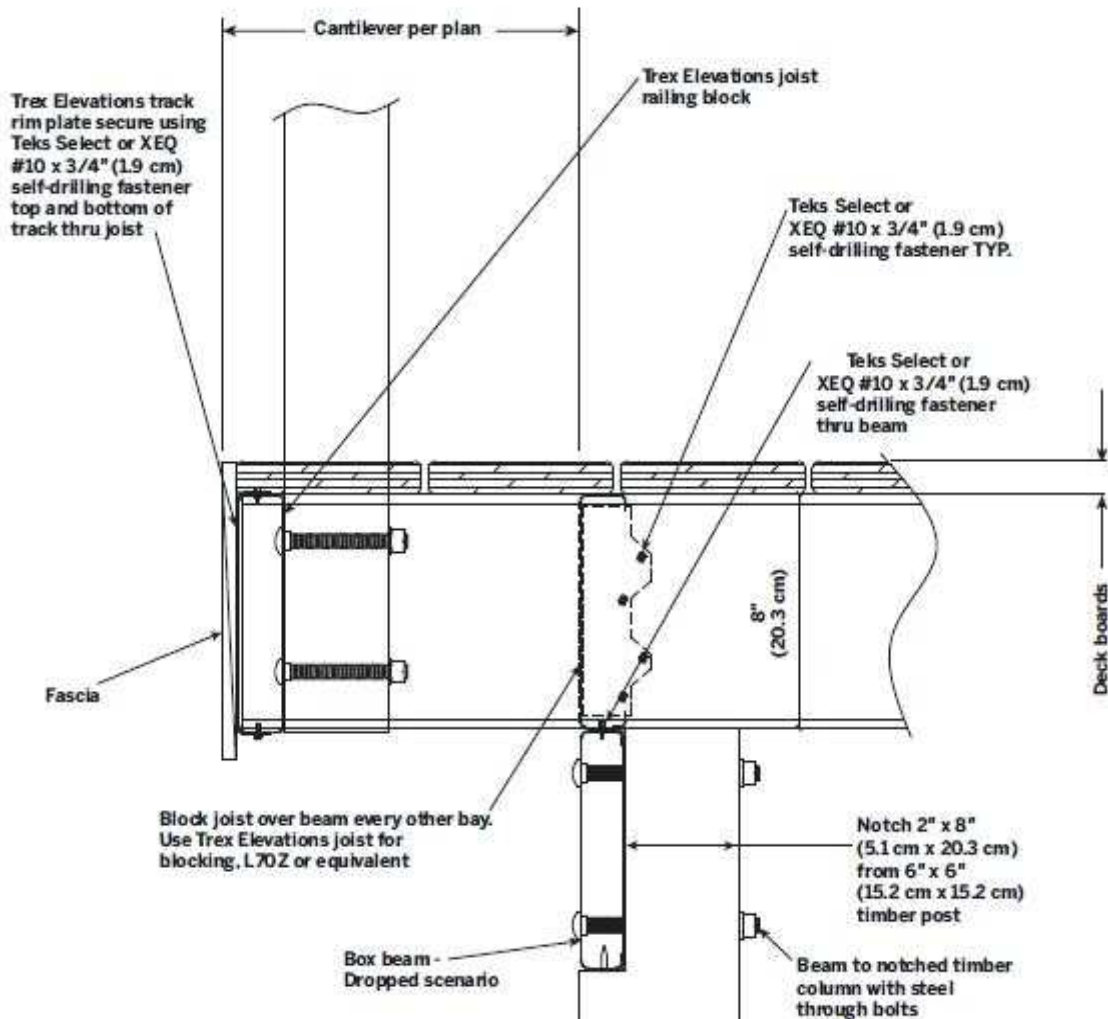 Cantilever per plan
Trex Elevations joist
railing block
Trex Elevations track
rim plate secure using
Teks Select or XEQ
#10 x 3/4" (1.9 cm)
self-drilling fastener
top and bottom of
track thru joist
Teks Select or
XEQ #10 x 3/4" (1.9 cm)
self-drilling fastener TYP.
Teks Select or
XEQ #10 x 3/4" (1.9 cm)
self-drilling fastener
thru beam
8"
(20.3 cm)
Deck boards
Fascia
Block joist over beam every other bay.
Use Trex Elevations joist for
blocking, L70Z or equivalent
Notch 2" x 8"
(5.1 cm x 20.3 cm)
from 6" x 6"
(15.2 cm x 15.2 cm)
timber post
Box beam -
Dropped scenario
Beam to notched timber
column with steel
through bolts